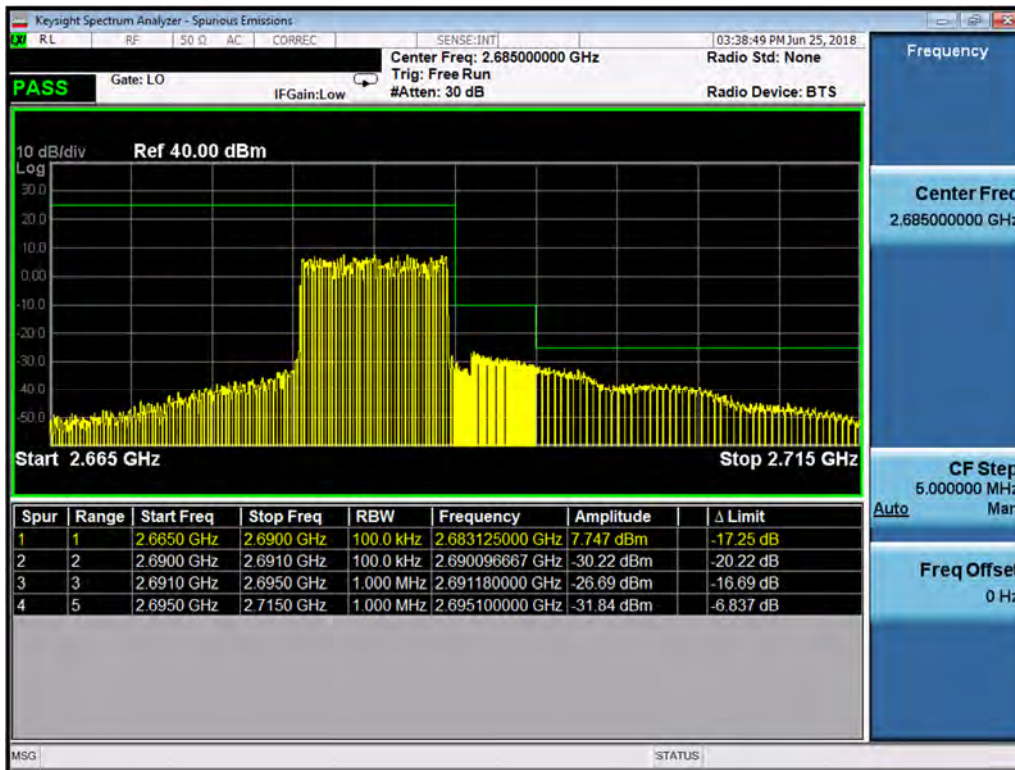 Keysight Spectrum Analyzer - Spurious Emissions
LXI RL RF 50 Ω AC CORREC SENSE:INT 03:38:49 PM Jun 25, 2018
Center Freq: 2.685000000 GHz Radio Std: None
PASS Gate: LO Trig: Free Run
IFGain:Low #Atten: 30 dB Radio Device: BTS
10 dB/div Ref 40.00 dBm
Log
30.0
20.0
10.0
0.00
-10.0
-20.0
-30.0
-40.0
-50.0
Start 2.665 GHz Stop 2.715 GHz
Spur Range Start Freq Stop Freq RBW Frequency Amplitude Δ Limit
1 1 2.6650 GHz 2.6900 GHz 100.0 kHz 2.683125000 GHz 7.747 dBm -17.25 dB
2 2 2.6900 GHz 2.6910 GHz 100.0 kHz 2.690096667 GHz -30.22 dBm -20.22 dB
3 3 2.6910 GHz 2.6950 GHz 1.000 MHz 2.691180000 GHz -26.69 dBm -16.69 dB
4 5 2.6950 GHz 2.7150 GHz 1.000 MHz 2.695100000 GHz -31.84 dBm -6.837 dB
MSG STATUS
Frequency
Center Freq
2.685000000 GHz
CF Step
5.000000 MHz
Auto Man
Freq Offset
0 Hz